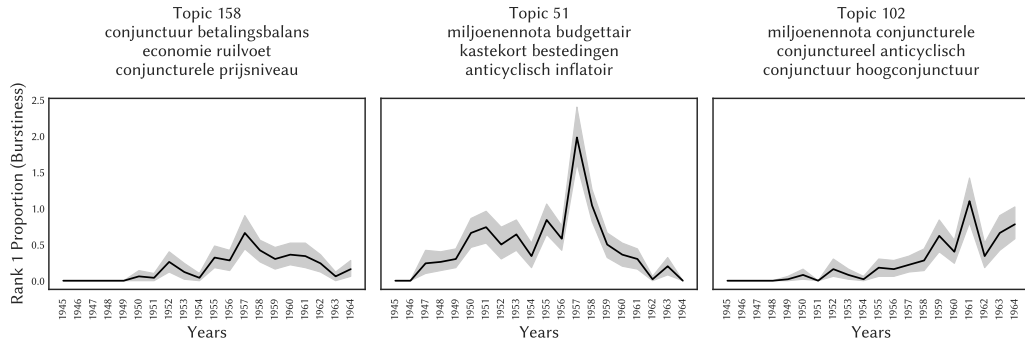 Topic 158
conjunctuur betalingsbalans
economie ruilvoet
conjuncturele prijsniveau
Topic 51
miljoenennota budgettair
kastekort bestedingen
anticyclisch inflatoir
Topic 102
miljoenennota conjuncturele
conjunctureel anticyclisch
conjunctuur hoogconjunctuur
Rank 1 Proportion (Burstiness)
2.5
2.0
1.5
1.0
0.5
0.0
1945 1946 1947 1948 1949 1950 1951 1952 1953 1954 1955 1956 1957 1958 1959 1960 1961 1962 1963 1964
Years
1945 1946 1947 1948 1949 1950 1951 1952 1953 1954 1955 1956 1957 1958 1959 1960 1961 1962 1963 1964
Years
1945 1946 1947 1948 1949 1950 1951 1952 1953 1954 1955 1956 1957 1958 1959 1960 1961 1962 1963 1964
Years